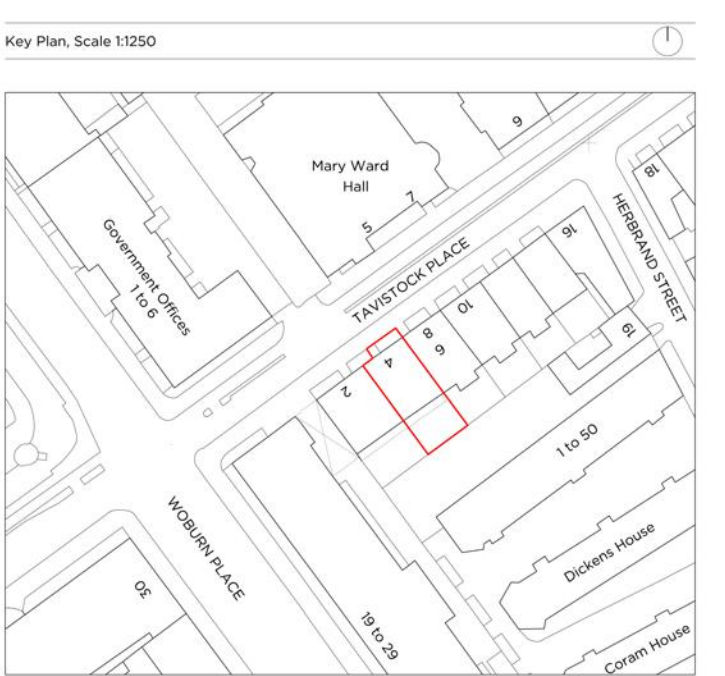 Key Plan, Scale 1:1250
9
Mary Ward
Hall
7
5
18
HERBRAND STREET
Government Offices
1 to 6
TAVISTOCK PLACE
16
10
8
6
4
2
19
1 to 50
WOBURN PLACE
Dickens House
30
19 to 29
Coram House